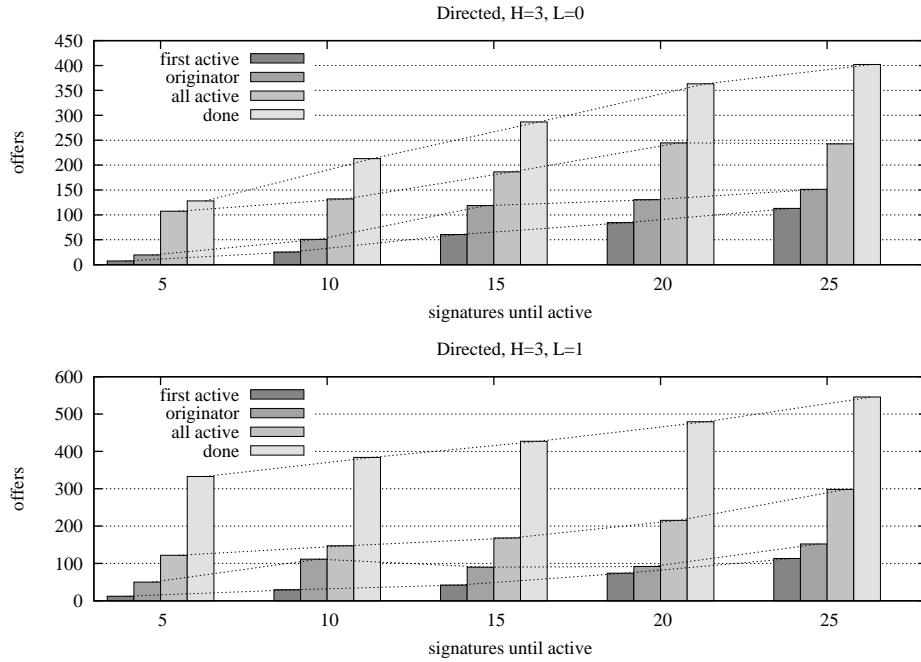 Directed, H=3, L=0
450
400
350
300
250
200
150
100
50
0
offers
first active
originator
all active
done
5 10 15 20 25
signatures until active
Directed, H=3, L=1
600
500
400
300
200
100
0
offers
first active
originator
all active
done
5 10 15 20 25
signatures until active